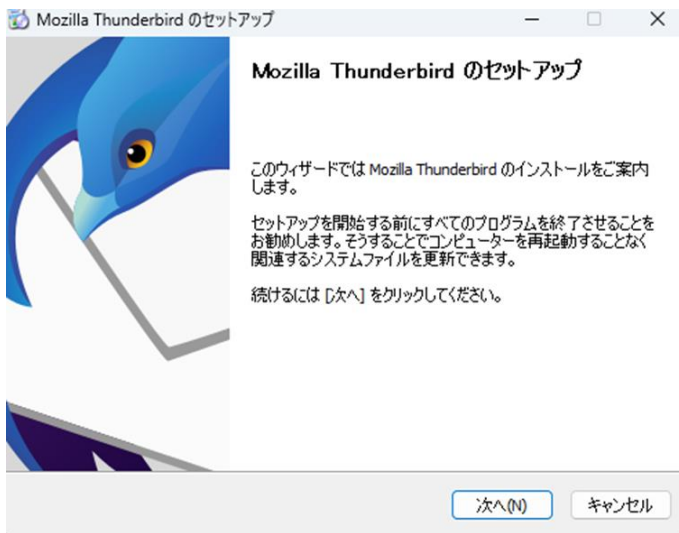 Mozilla Thunderbird のセットアップ
Mozilla Thunderbird のセットアップ
このウィザードでは Mozilla Thunderbird のインストールをご案内
します。
セットアップを開始する前にすべてのプログラムを終了させることを
お勧めします。そうすることでコンピューターを再起動することなく
関連するシステムファイルを更新できます。
続けるには [次へ] をクリックしてください。
次へ(N)
キャンセル